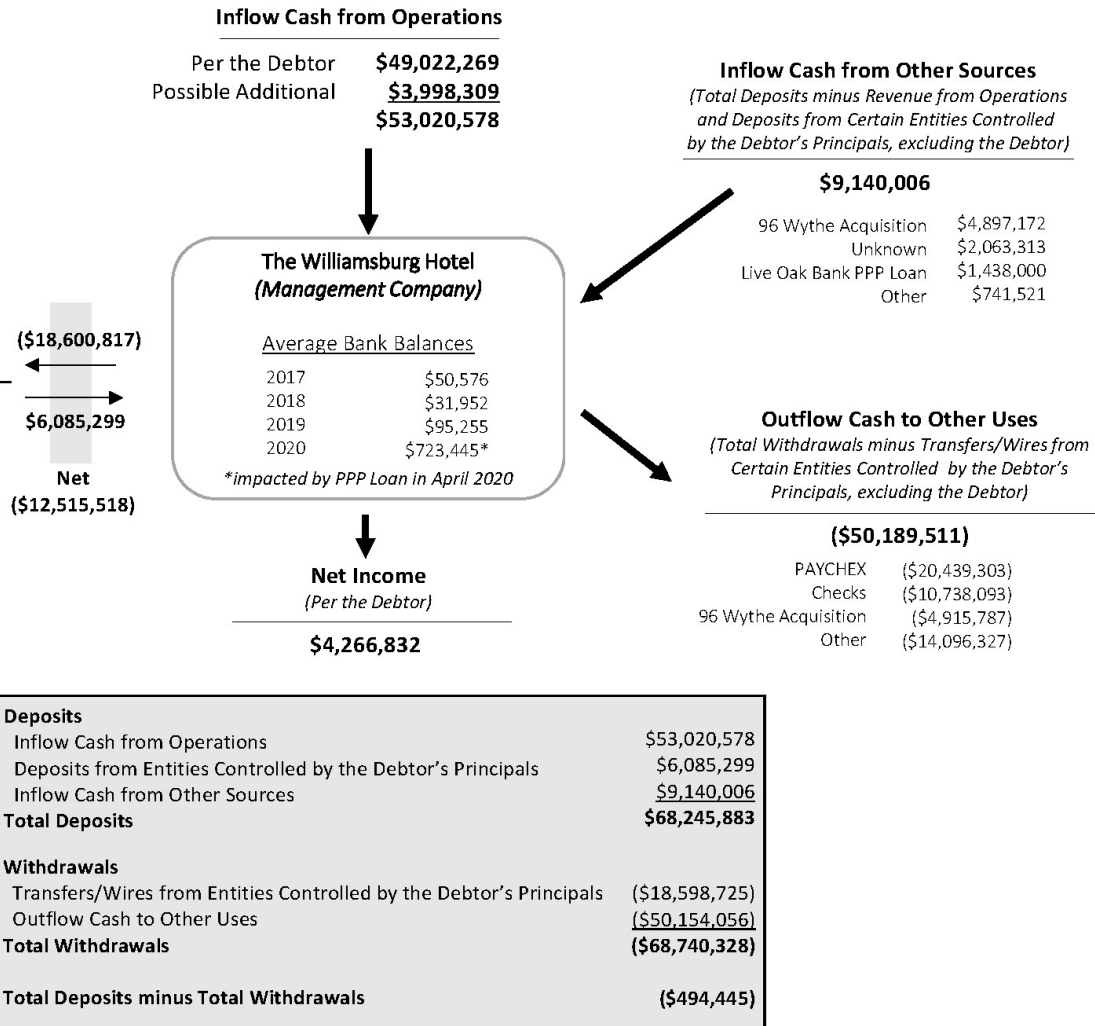 Inflow Cash from Operations
Per the Debtor $49,022,269
Possible Additional $3,998,309
$53,020,578
Inflow Cash from Other Sources
(Total Deposits minus Revenue from Operations
and Deposits from Certain Entities Controlled
by the Debtor's Principals, excluding the Debtor)
$9,140,006
96 Wythe Acquisition $4,897,172
Unknown $2,063,313
Live Oak Bank PPP Loan $1,438,000
Other $741,521
The Williamsburg Hotel
(Management Company)
Average Bank Balances
2017 $50,576
2018 $31,952
2019 $95,255
2020 $723,445*
*impacted by PPP Loan in April 2020
($18,600,817)
$6,085,299
Net
($12,515,518)
Outflow Cash to Other Uses
(Total Withdrawals minus Transfers/Wires from
Certain Entities Controlled by the Debtor's
Principals, excluding the Debtor)
($50,189,511)
PAYCHEX ($20,439,303)
Checks ($10,738,093)
96 Wythe Acquisition ($4,915,787)
Other ($14,096,327)
Net Income
(Per the Debtor)
$4,266,832
Deposits
Inflow Cash from Operations $53,020,578
Deposits from Entities Controlled by the Debtor's Principals $6,085,299
Inflow Cash from Other Sources $9,140,006
Total Deposits $68,245,883
Withdrawals
Transfers/Wires from Entities Controlled by the Debtor's Principals ($18,598,725)
Outflow Cash to Other Uses ($50,154,056)
Total Withdrawals ($68,740,328)
Total Deposits minus Total Withdrawals ($494,445)